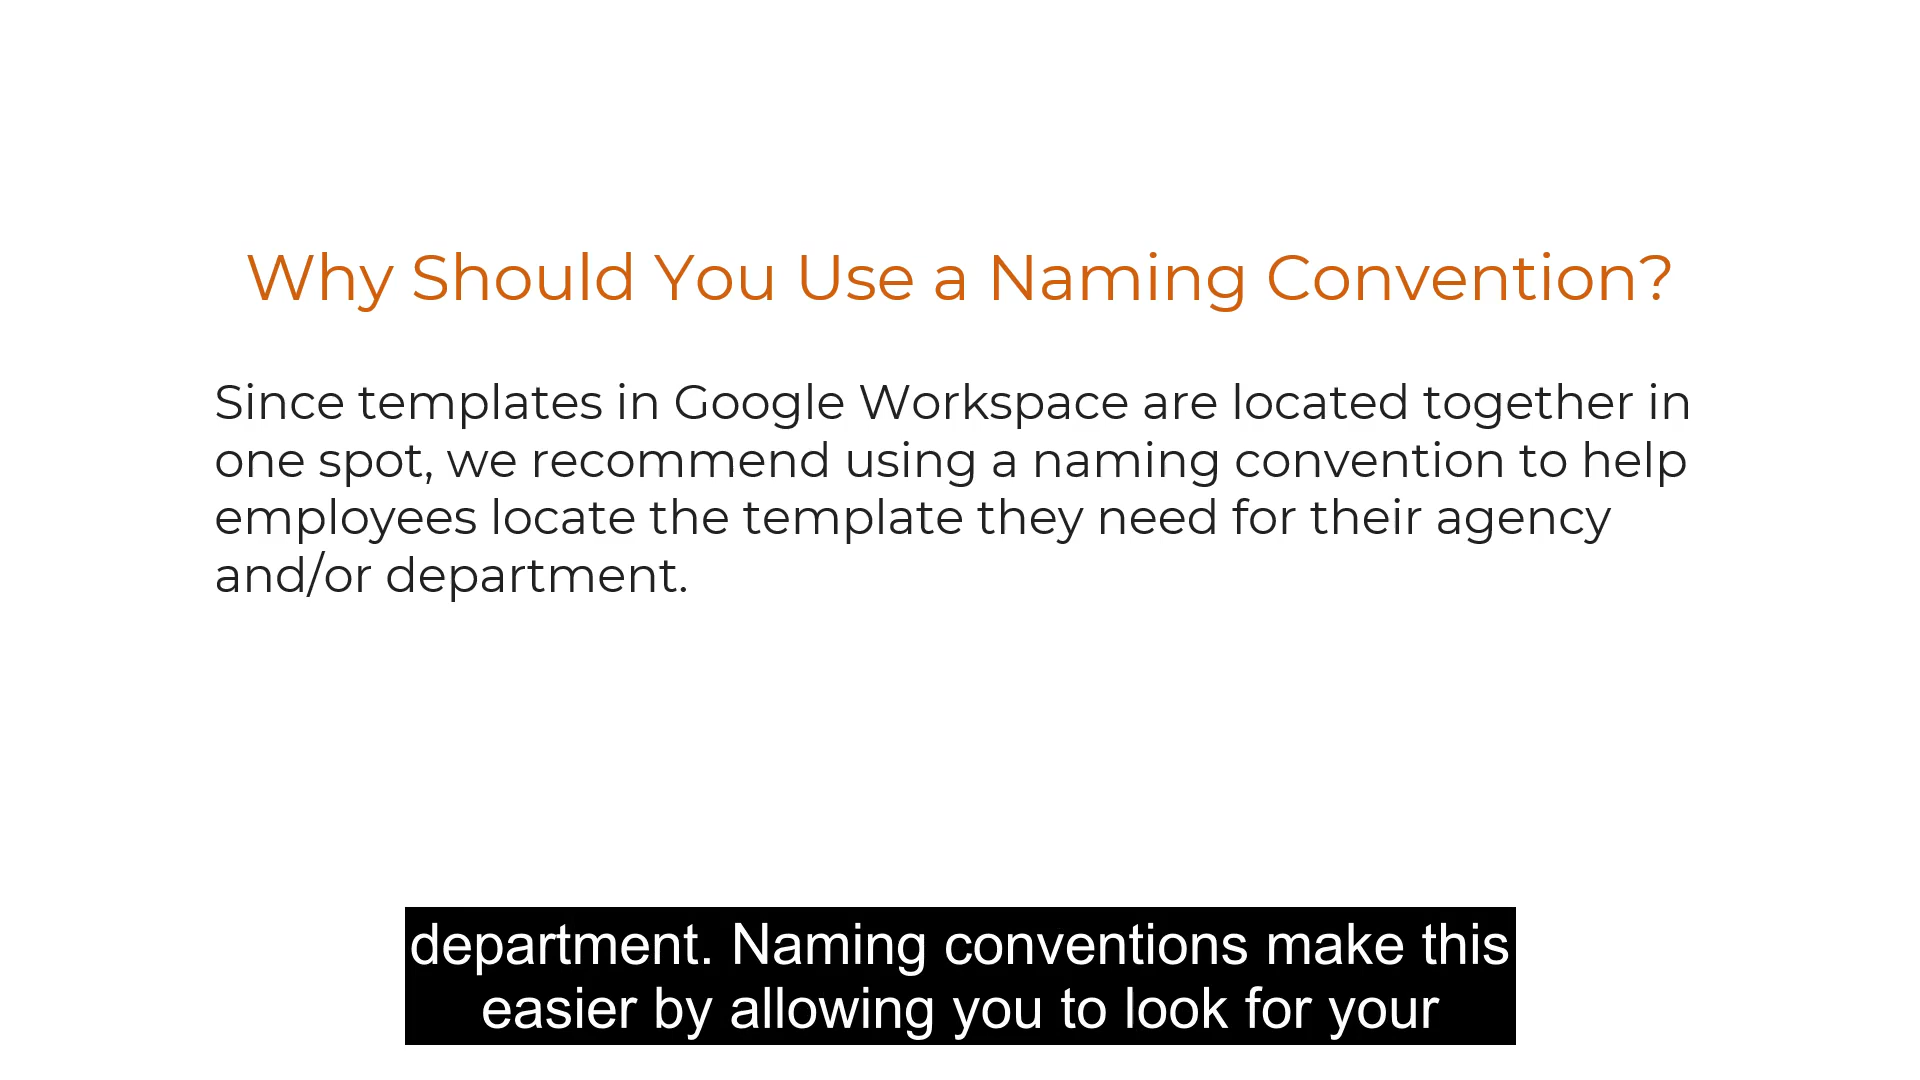 Why Should You Use a Naming Convention?
Since templates in Google Workspace are located together in
one spot, we recommend using a naming convention to help
employees locate the template they need for their agency
and/or department.
department. Naming conventions make this
easier by allowing you to look for your